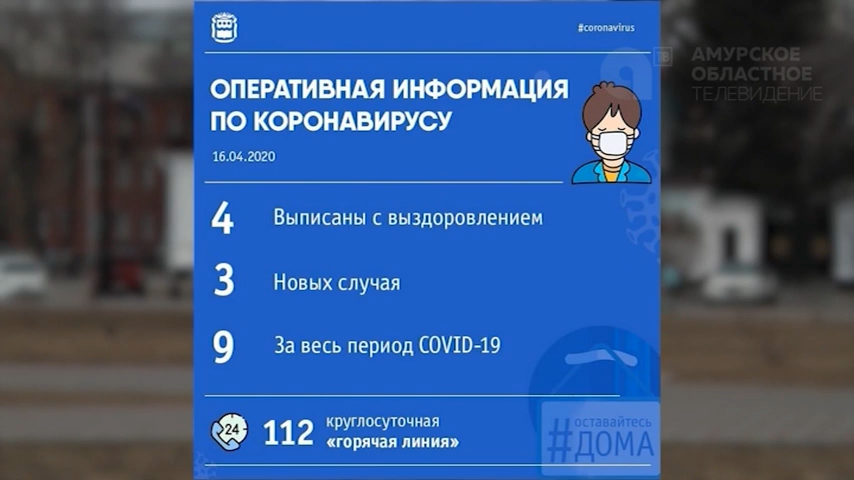 #coronavirus
ОПЕРАТИВНАЯ ИНФОРМАЦИЯ
ПО КОРОНАВИРУСУ
16.04.2020
4 Выписаны с выздоровлением
3 Новых случая
9 За весь период COVID-19
24
112 круглосуточная
«горячая линия»
#оставайтесь
ДОМА
ТВ
АМУРСКОЕ
ОБЛАСТНОЕ
ТЕЛЕВИДЕНИЕ